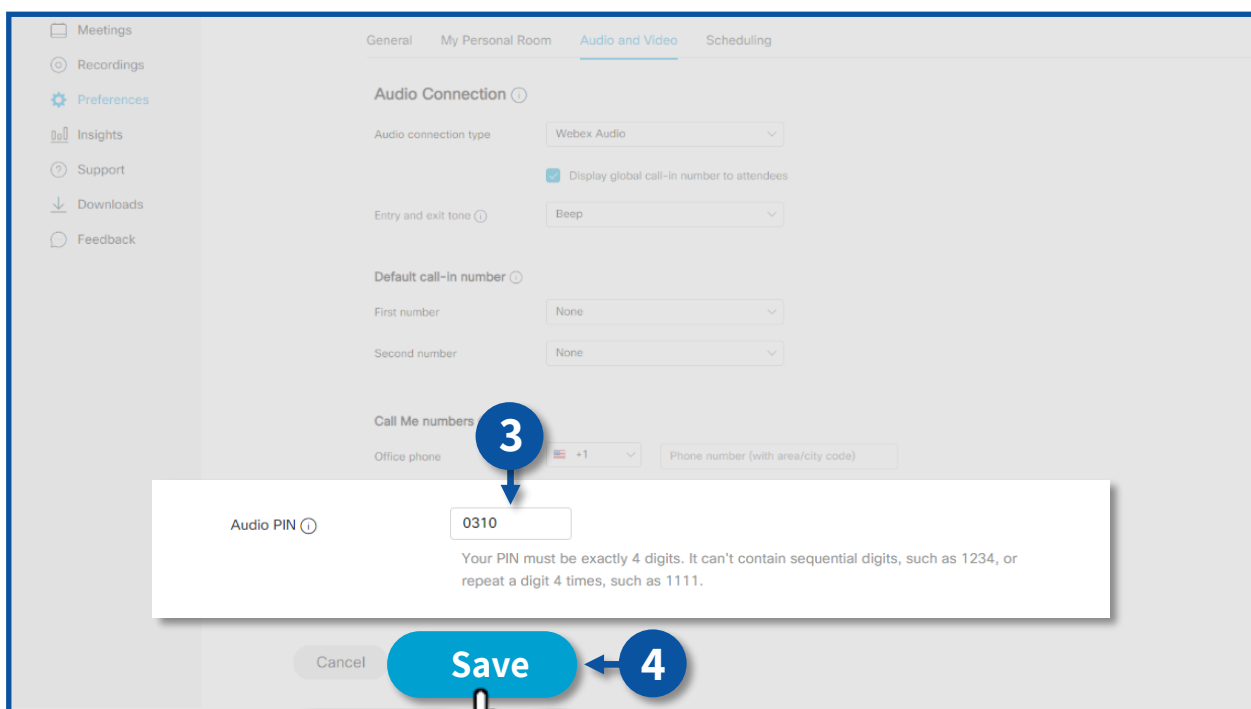 Meetings
Recordings
Preferences
Insights
Support
Downloads
Feedback
General My Personal Room Audio and Video Scheduling
Audio Connection
Audio connection type Webex Audio
Display global call-in number to attendees
Entry and exit tone Beep
Default call-in number
First number None
Second number None
Call Me numbers
3
Office phone +1 Phone number (with area/city code)
Audio PIN 0310
Your PIN must be exactly 4 digits. It can't contain sequential digits, such as 1234, or
repeat a digit 4 times, such as 1111.
Cancel Save 4